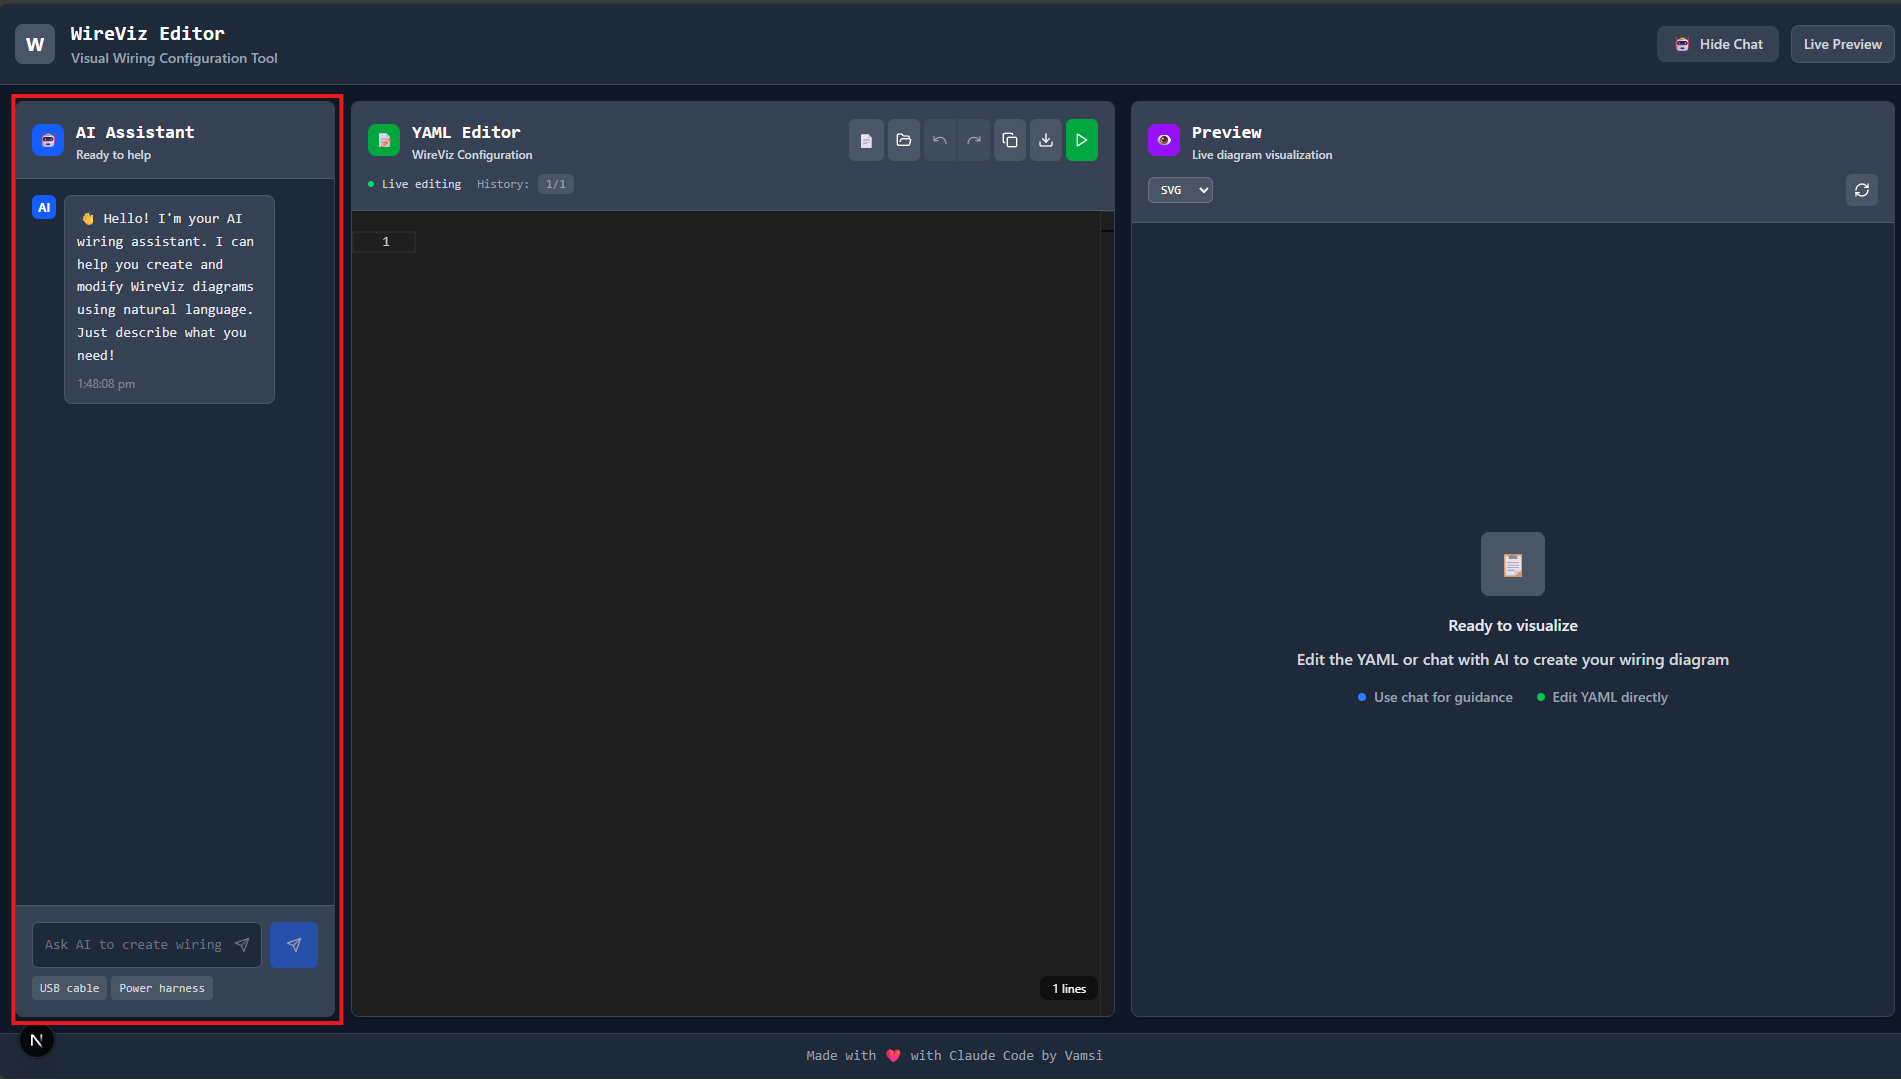 W
WireViz Editor
Visual Wiring Configuration Tool
Hide Chat
Live Preview
AI Assistant
Ready to help
AI
👋 Hello! I'm your AI
wiring assistant. I can
help you create and
modify WireViz diagrams
using natural language.
Just describe what you
need!
1:48:08 pm
Ask AI to create wiring
USB cable
Power harness
YAML Editor
WireViz Configuration
Live editing
History: 1/1
1
1 lines
Preview
Live diagram visualization
SVG
Ready to visualize
Edit the YAML or chat with AI to create your wiring diagram
Use chat for guidance
Edit YAML directly
N
Made with ❤️ with Claude Code by Vamsi